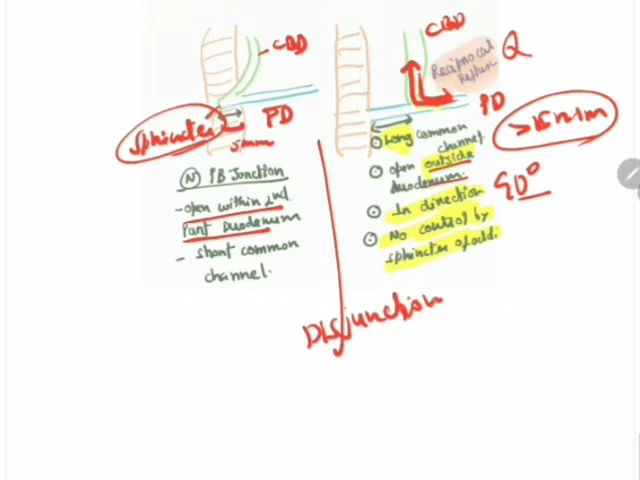 CBD
PD
Sphincter
5mm
(N) PB Junction
- open within 2nd
Part Duodenum
- short common
channel.
CBD
Reciprocal
Reflux
Q
PD
>15mm
Long common
channel.
open outside
Duodenum.
90°
In direction
No control by
sphincter of oddi.
Disjunction